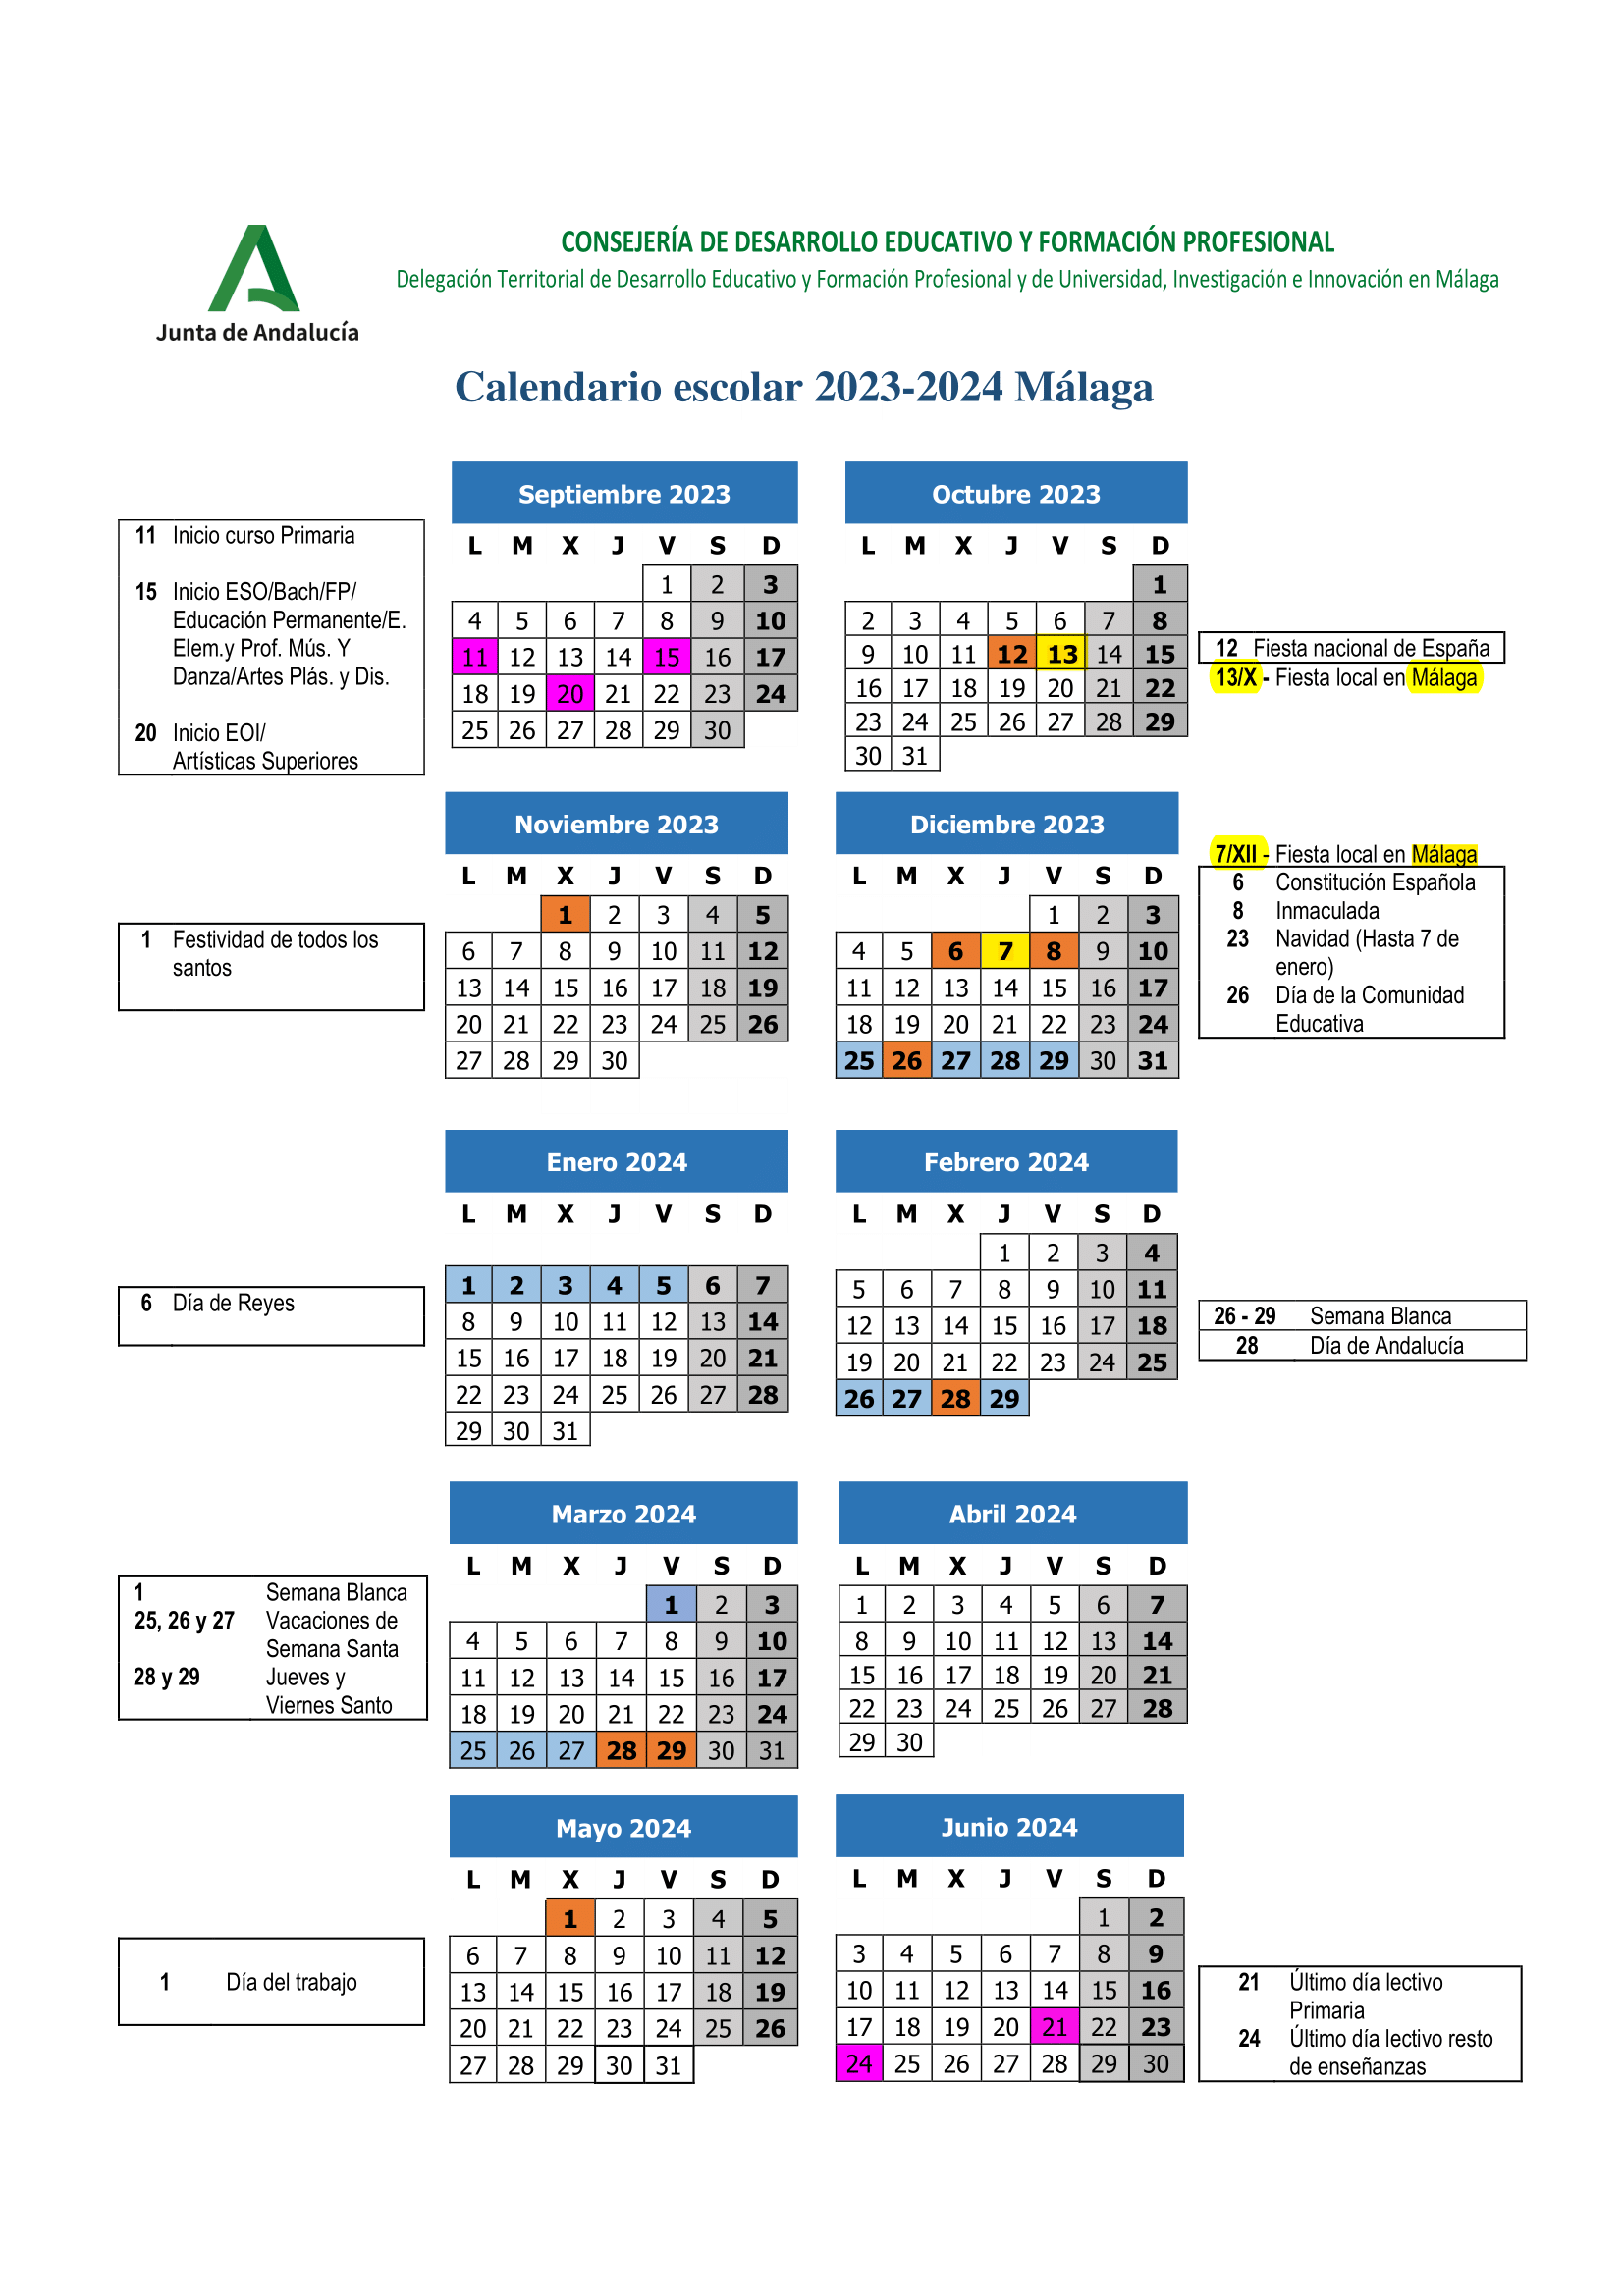 CONSEJERÍA DE DESARROLLO EDUCATIVO Y FORMACIÓN PROFESIONAL
Delegación Territorial de Desarrollo Educativo y Formación Profesional y de Universidad, Investigación e Innovación en Málaga
Junta de Andalucía
Calendario escolar 2023-2024 Málaga
11 Inicio curso Primaria
15 Inicio ESO/Bach/FP/
Educación Permanente/E.
Elem.y Prof. Mús. Y
Danza/Artes Plás. y Dis.
20 Inicio EOI/
Artísticas Superiores
Septiembre 2023
L M X J V S D
1 2 3
4 5 6 7 8 9 10
11 12 13 14 15 16 17
18 19 20 21 22 23 24
25 26 27 28 29 30
Octubre 2023
L M X J V S D
1
2 3 4 5 6 7 8
9 10 11 12 13 14 15
16 17 18 19 20 21 22
23 24 25 26 27 28 29
30 31
12 Fiesta nacional de España
13/X - Fiesta local en Málaga
1 Festividad de todos los
santos
Noviembre 2023
L M X J V S D
1 2 3 4 5
6 7 8 9 10 11 12
13 14 15 16 17 18 19
20 21 22 23 24 25 26
27 28 29 30
Diciembre 2023
L M X J V S D
1 2 3
4 5 6 7 8 9 10
11 12 13 14 15 16 17
18 19 20 21 22 23 24
25 26 27 28 29 30 31
7/XII - Fiesta local en Málaga
6 Constitución Española
8 Inmaculada
23 Navidad (Hasta 7 de
enero)
26 Día de la Comunidad
Educativa
6 Día de Reyes
Enero 2024
L M X J V S D
1 2 3 4 5 6 7
8 9 10 11 12 13 14
15 16 17 18 19 20 21
22 23 24 25 26 27 28
29 30 31
Febrero 2024
L M X J V S D
1 2 3 4
5 6 7 8 9 10 11
12 13 14 15 16 17 18
19 20 21 22 23 24 25
26 27 28 29
26 - 29 Semana Blanca
28 Día de Andalucía
1 Semana Blanca
25, 26 y 27 Vacaciones de
Semana Santa
28 y 29 Jueves y
Viernes Santo
Marzo 2024
L M X J V S D
1 2 3
4 5 6 7 8 9 10
11 12 13 14 15 16 17
18 19 20 21 22 23 24
25 26 27 28 29 30 31
Abril 2024
L M X J V S D
1 2 3 4 5 6 7
8 9 10 11 12 13 14
15 16 17 18 19 20 21
22 23 24 25 26 27 28
29 30
1 Día del trabajo
Mayo 2024
L M X J V S D
1 2 3 4 5
6 7 8 9 10 11 12
13 14 15 16 17 18 19
20 21 22 23 24 25 26
27 28 29 30 31
Junio 2024
L M X J V S D
1 2
3 4 5 6 7 8 9
10 11 12 13 14 15 16
17 18 19 20 21 22 23
24 25 26 27 28 29 30
21 Último día lectivo
Primaria
24 Último día lectivo resto
de enseñanzas